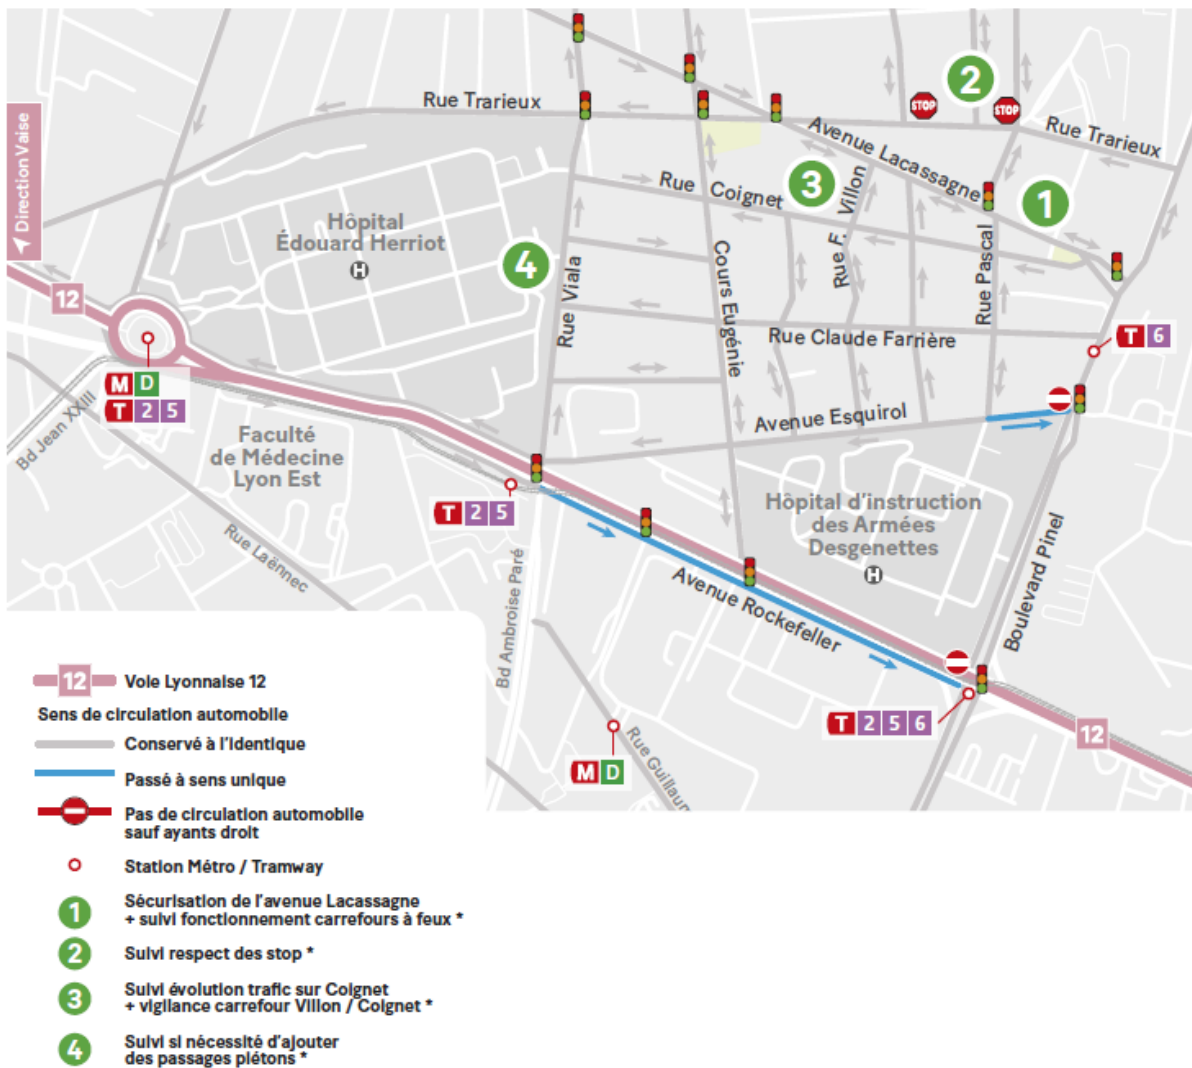 Direction Vaise
Rue Trarieux
STOP
2
STOP
Rue Trarieux
Avenue Lacassagne
3
Rue Coignet
Rue F. Villon
1
Hôpital
Édouard Herriot
H
4
Rue Viala
Cours Eugénie
Rue Pascal
12
Rue Claude Farrière
T 6
M D
T 2 5
Bd Jean XXIII
Avenue Esquirol
Faculté
de Médecine
Lyon Est
T 2 5
Hôpital d'instruction
des Armées
Desgenettes
H
Rue Laënnec
Bd Ambroise Paré
Avenue Rockefeller
Boulevard Pinel
T 2 5 6
12
M D
Rue Guillaum
12 Voie Lyonnaise 12
Sens de circulation automobile
Conservé à l'identique
Passé à sens unique
Pas de circulation automobile
sauf ayants droit
Station Métro / Tramway
1 Sécurisation de l'avenue Lacassagne
+ suivi fonctionnement carrefours à feux *
2 Suivi respect des stop *
3 Suivi évolution trafic sur Coignet
+ vigilance carrefour Villon / Coignet *
4 Suivi si nécessité d'ajouter
des passages piétons *